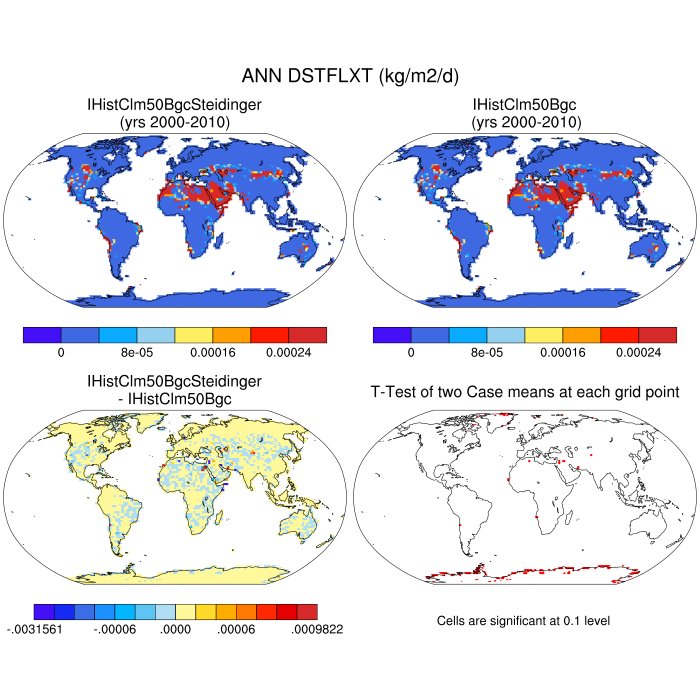 ANN DSTFLXT (kg/m2/d)
IHistClm50BgcSteidinger
(yrs 2000-2010)
IHistClm50Bgc
(yrs 2000-2010)
0 8e-05 0.00016 0.00024
0 8e-05 0.00016 0.00024
IHistClm50BgcSteidinger
- IHistClm50Bgc
T-Test of two Case means at each grid point
-.0031561 -.00006 .0000 .00006 .0009822
Cells are significant at 0.1 level